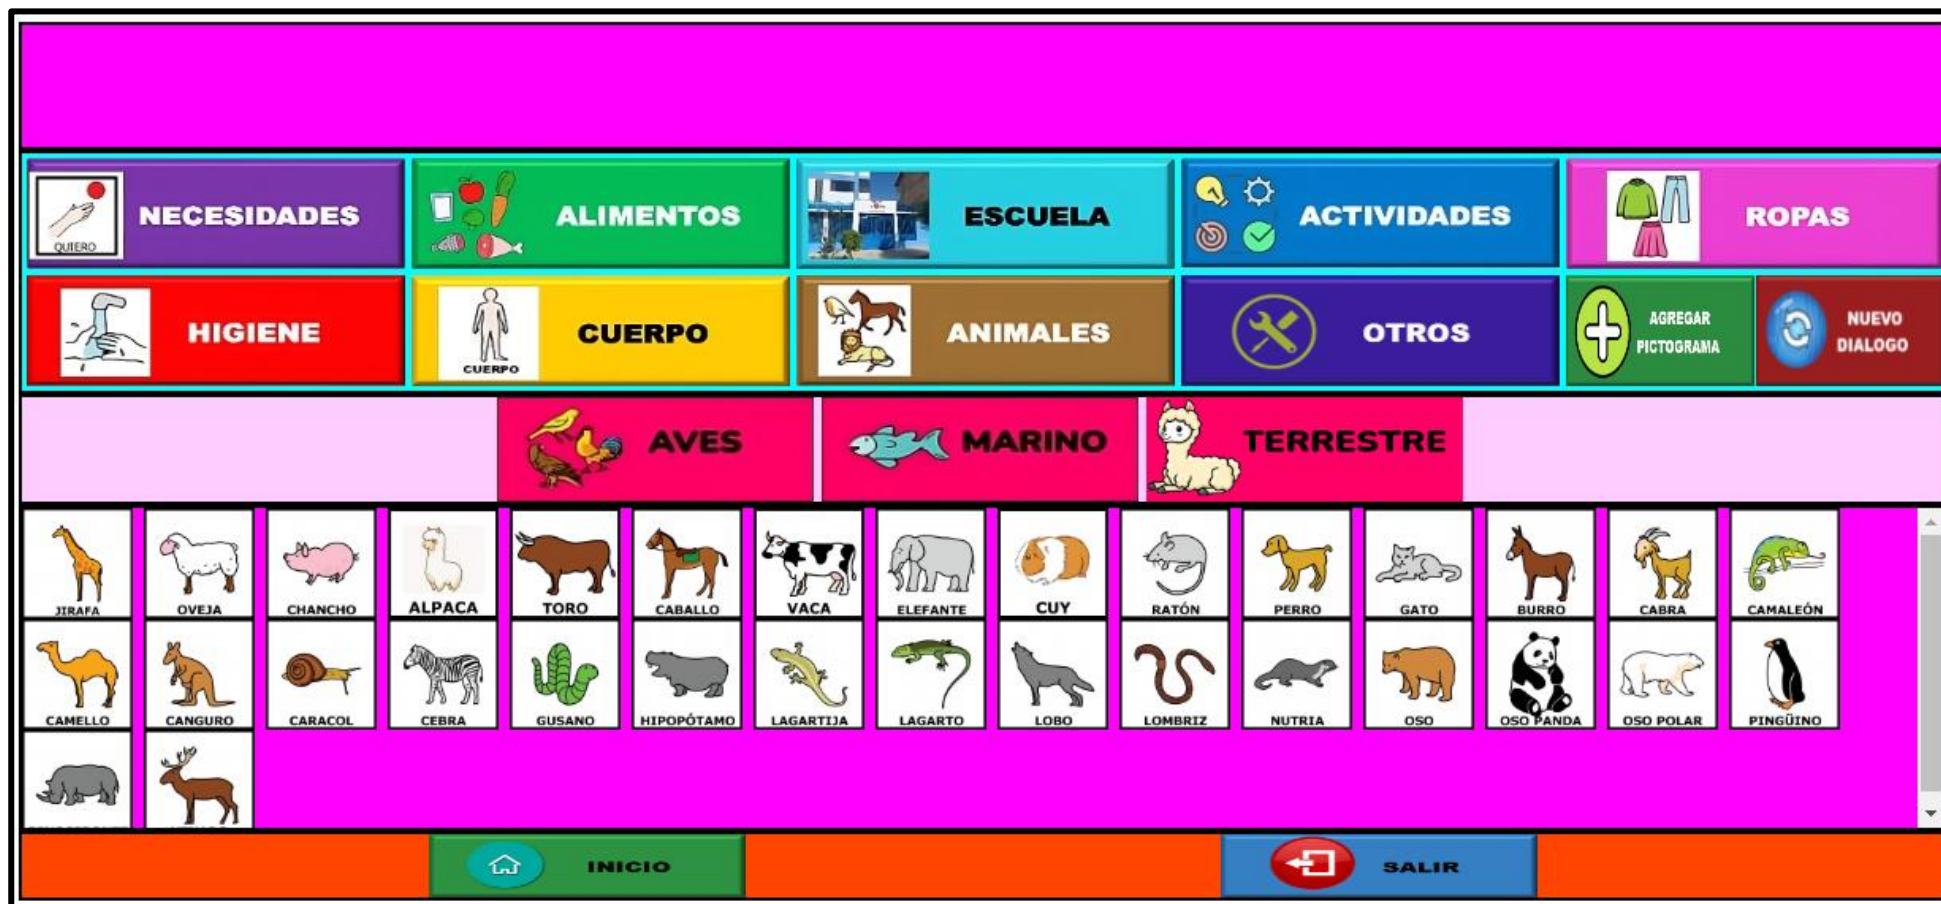 QUIERO
NECESIDADES
ALIMENTOS
ESCUELA
ACTIVIDADES
ROPAS
HIGIENE
CUERPO
CUERPO
ANIMALES
OTROS
AGREGAR
PICTOGRAMA
NUEVO
DIALOGO
AVES
MARINO
TERRESTRE
JIRAFA
OVEJA
CHANCHO
ALPACA
TORO
CABALLO
VACA
ELEFANTE
CUY
RATÓN
PERRO
GATO
BURRO
CABRA
CAMALEÓN
CAMELLO
CANGURO
CARACOL
CEBRA
GUSANO
HIPOPÓTAMO
LAGARTIJA
LAGARTO
LOBO
LOMBRIZ
NUTRIA
OSO
OSO PANDA
OSO POLAR
PINGÜINO
INICIO
SALIR